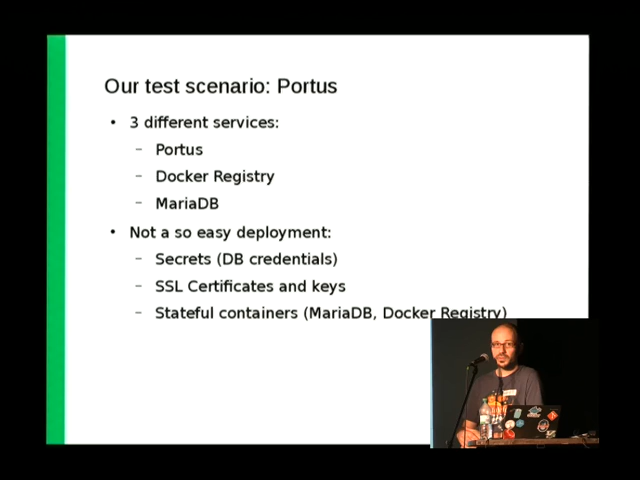 Our test scenario: Portus
• 3 different services:
– Portus
– Docker Registry
– MariaDB
• Not a so easy deployment:
– Secrets (DB credentials)
– SSL Certificates and keys
– Stateful containers (MariaDB, Docker Registry)